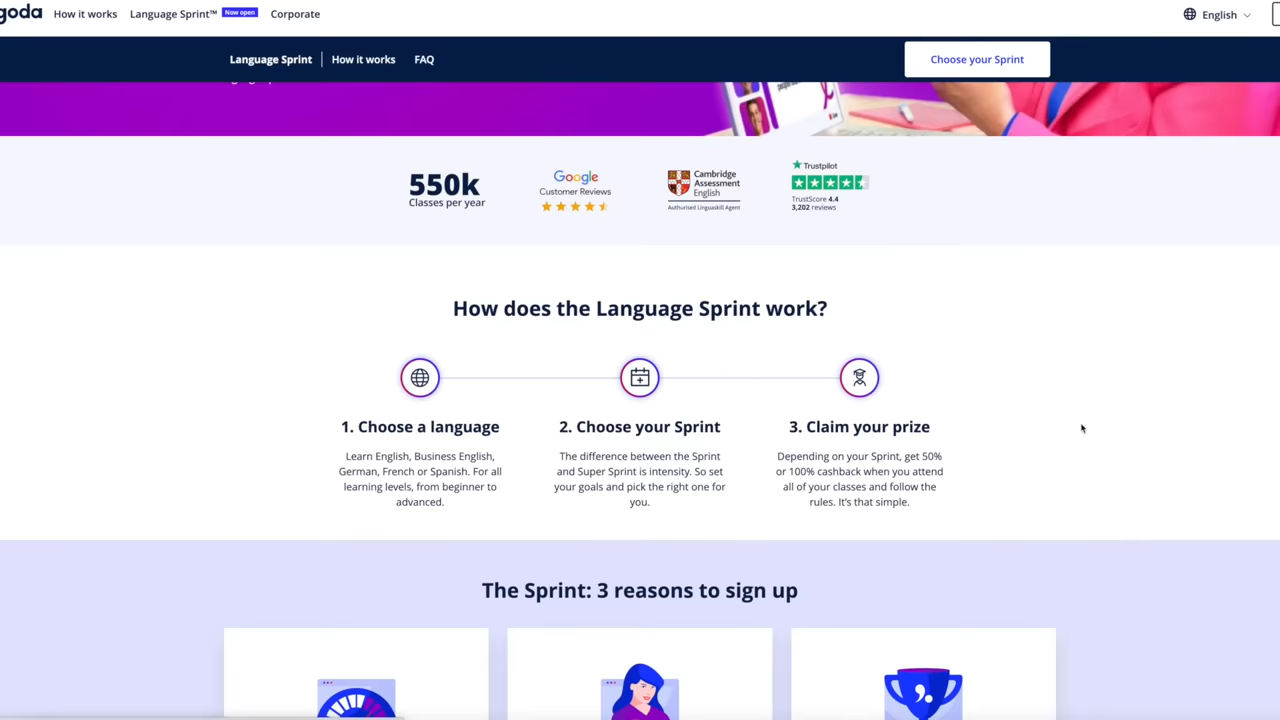 goda
How it works
Language Sprint™ Now open
Corporate
English
Language Sprint
How it works
FAQ
Choose your Sprint
550k
Classes per year
Google
Customer Reviews
Cambridge
Assessment
English
Authorised Linguaskill Agent
Trustpilot
TrustScore 4.4
3,202 reviews
How does the Language Sprint work?
1. Choose a language
Learn English, Business English,
German, French or Spanish. For all
learning levels, from beginner to
advanced.
2. Choose your Sprint
The difference between the Sprint
and Super Sprint is intensity. So set
your goals and pick the right one for
you.
3. Claim your prize
Depending on your Sprint, get 50%
or 100% cashback when you attend
all of your classes and follow the
rules. It's that simple.
The Sprint: 3 reasons to sign up